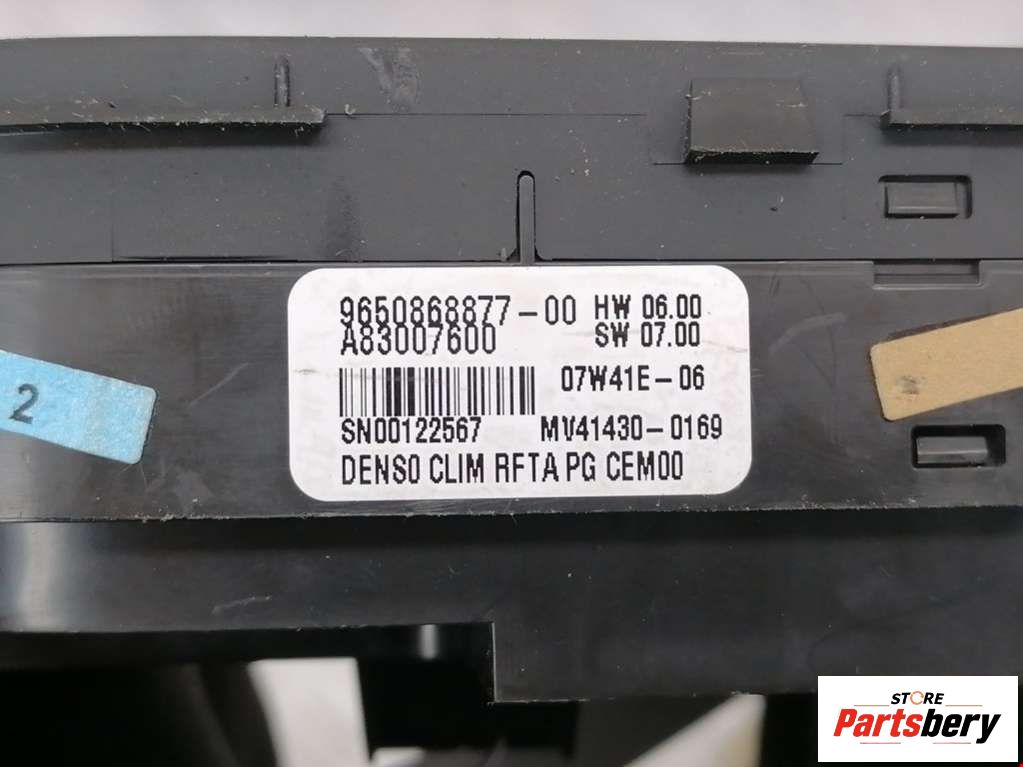 9650868877-00 HW 06.00
A83007600 SW 07.00
07W41E-06
SN00122567 MV41430-0169
DENSO CLIM RFTA PG CEM00
2
STORE
Partsbery